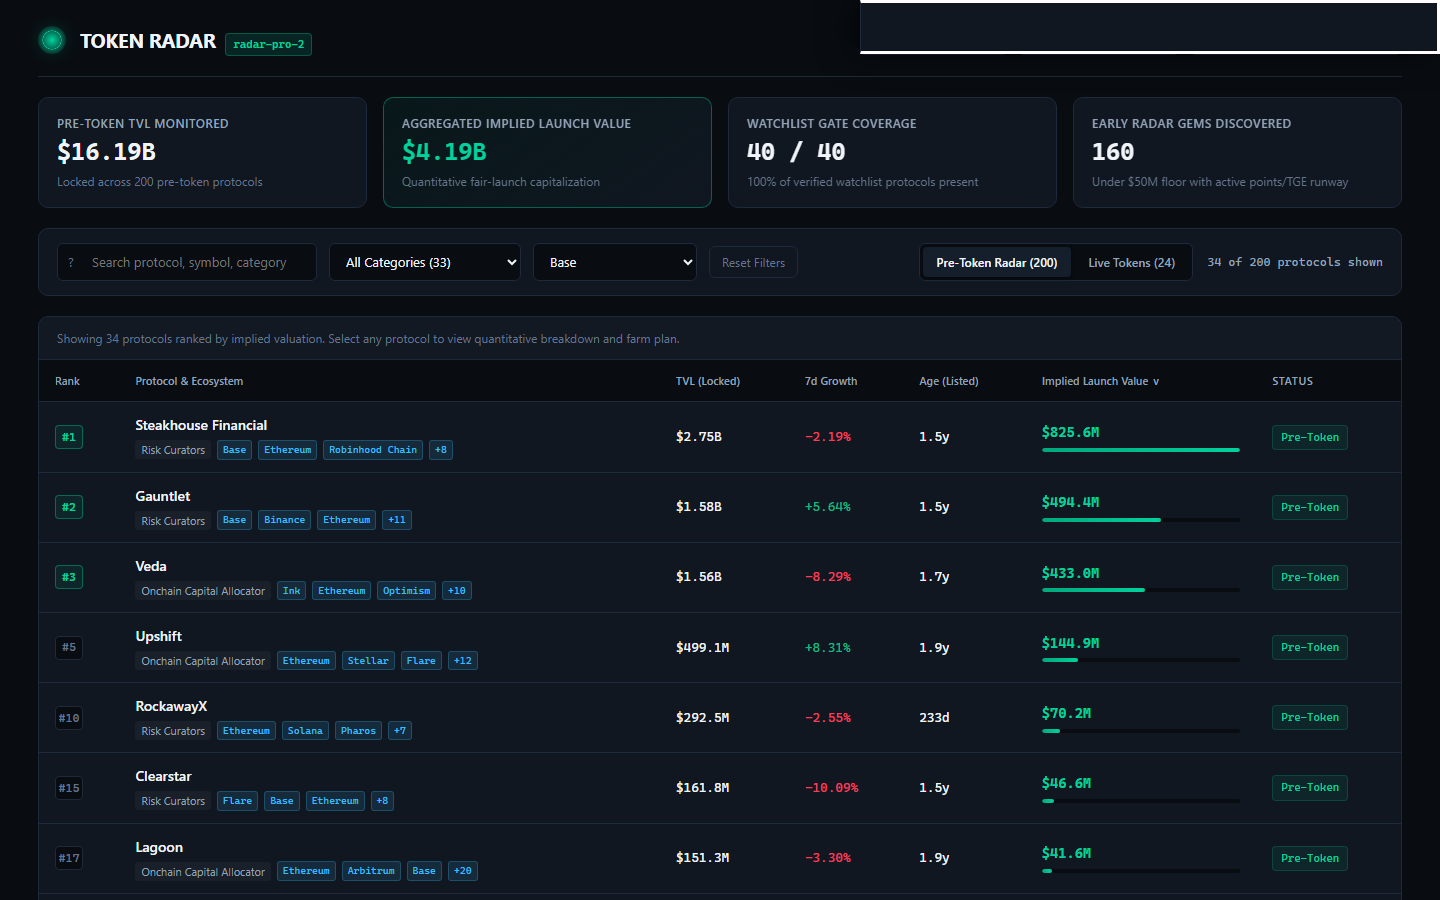 TOKEN RADAR radar-pro-2
PRE-TOKEN TVL MONITORED
$16.19B
Locked across 200 pre-token protocols
AGGREGATED IMPLIED LAUNCH VALUE
$4.19B
Quantitative fair-launch capitalization
WATCHLIST GATE COVERAGE
40 / 40
100% of verified watchlist protocols present
EARLY RADAR GEMS DISCOVERED
160
Under $50M floor with active points/TGE runway
? Search protocol, symbol, category All Categories (33) Base Reset Filters Pre-Token Radar (200) Live Tokens (24) 34 of 200 protocols shown
Showing 34 protocols ranked by implied valuation. Select any protocol to view quantitative breakdown and farm plan.
Rank Protocol & Ecosystem TVL (Locked) 7d Growth Age (Listed) Implied Launch Value v STATUS
#1 Steakhouse Financial $2.75B -2.19% 1.5y $825.6M Pre-Token
Risk Curators Base Ethereum Robinhood Chain +8
#2 Gauntlet $1.58B +5.64% 1.5y $494.4M Pre-Token
Risk Curators Base Binance Ethereum +11
#3 Veda $1.56B -8.29% 1.7y $433.0M Pre-Token
Onchain Capital Allocator Ink Ethereum Optimism +10
#5 Upshift $499.1M +8.31% 1.9y $144.9M Pre-Token
Onchain Capital Allocator Ethereum Stellar Flare +12
#10 RockawayX $292.5M -2.55% 233d $70.2M Pre-Token
Risk Curators Ethereum Solana Pharos +7
#15 Clearstar $161.8M -10.09% 1.5y $46.6M Pre-Token
Risk Curators Flare Base Ethereum +8
#17 Lagoon $151.3M -3.30% 1.9y $41.6M Pre-Token
Onchain Capital Allocator Ethereum Arbitrum Base +20